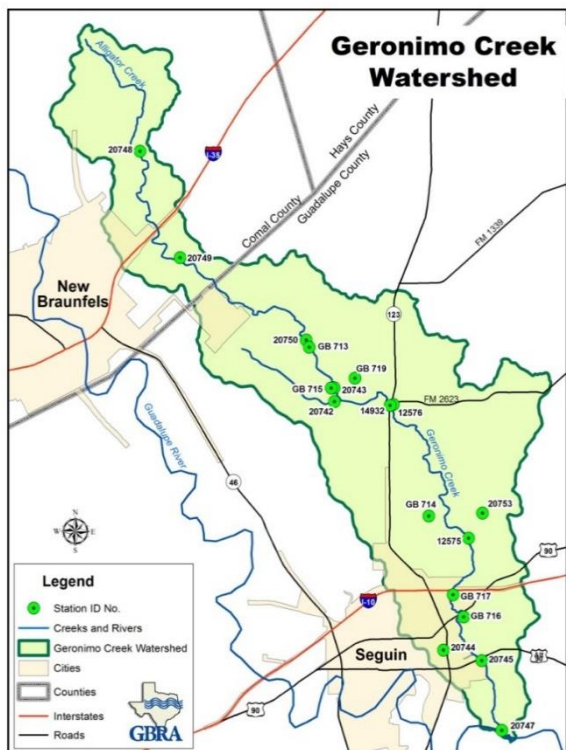 Geronimo Creek
Watershed
Alligator Creek
20748
I-35
Hays County
Comal County
Guadalupe County
FM 1339
20749
New
Braunfels
123
20750
GB 713
GB 719
GB 715
20743
20742
14932
12576
FM 2623
Guadalupe River
Geronimo
Creek
46
GB 714
20753
12575
90
I-10
GB 717
GB 716
Seguin
20744
20745
90
90
20747
N
W
E
S
Legend
Station ID No.
Creeks and Rivers
Geronimo Creek Watershed
Cities
Counties
Interstates
Roads
GBRA